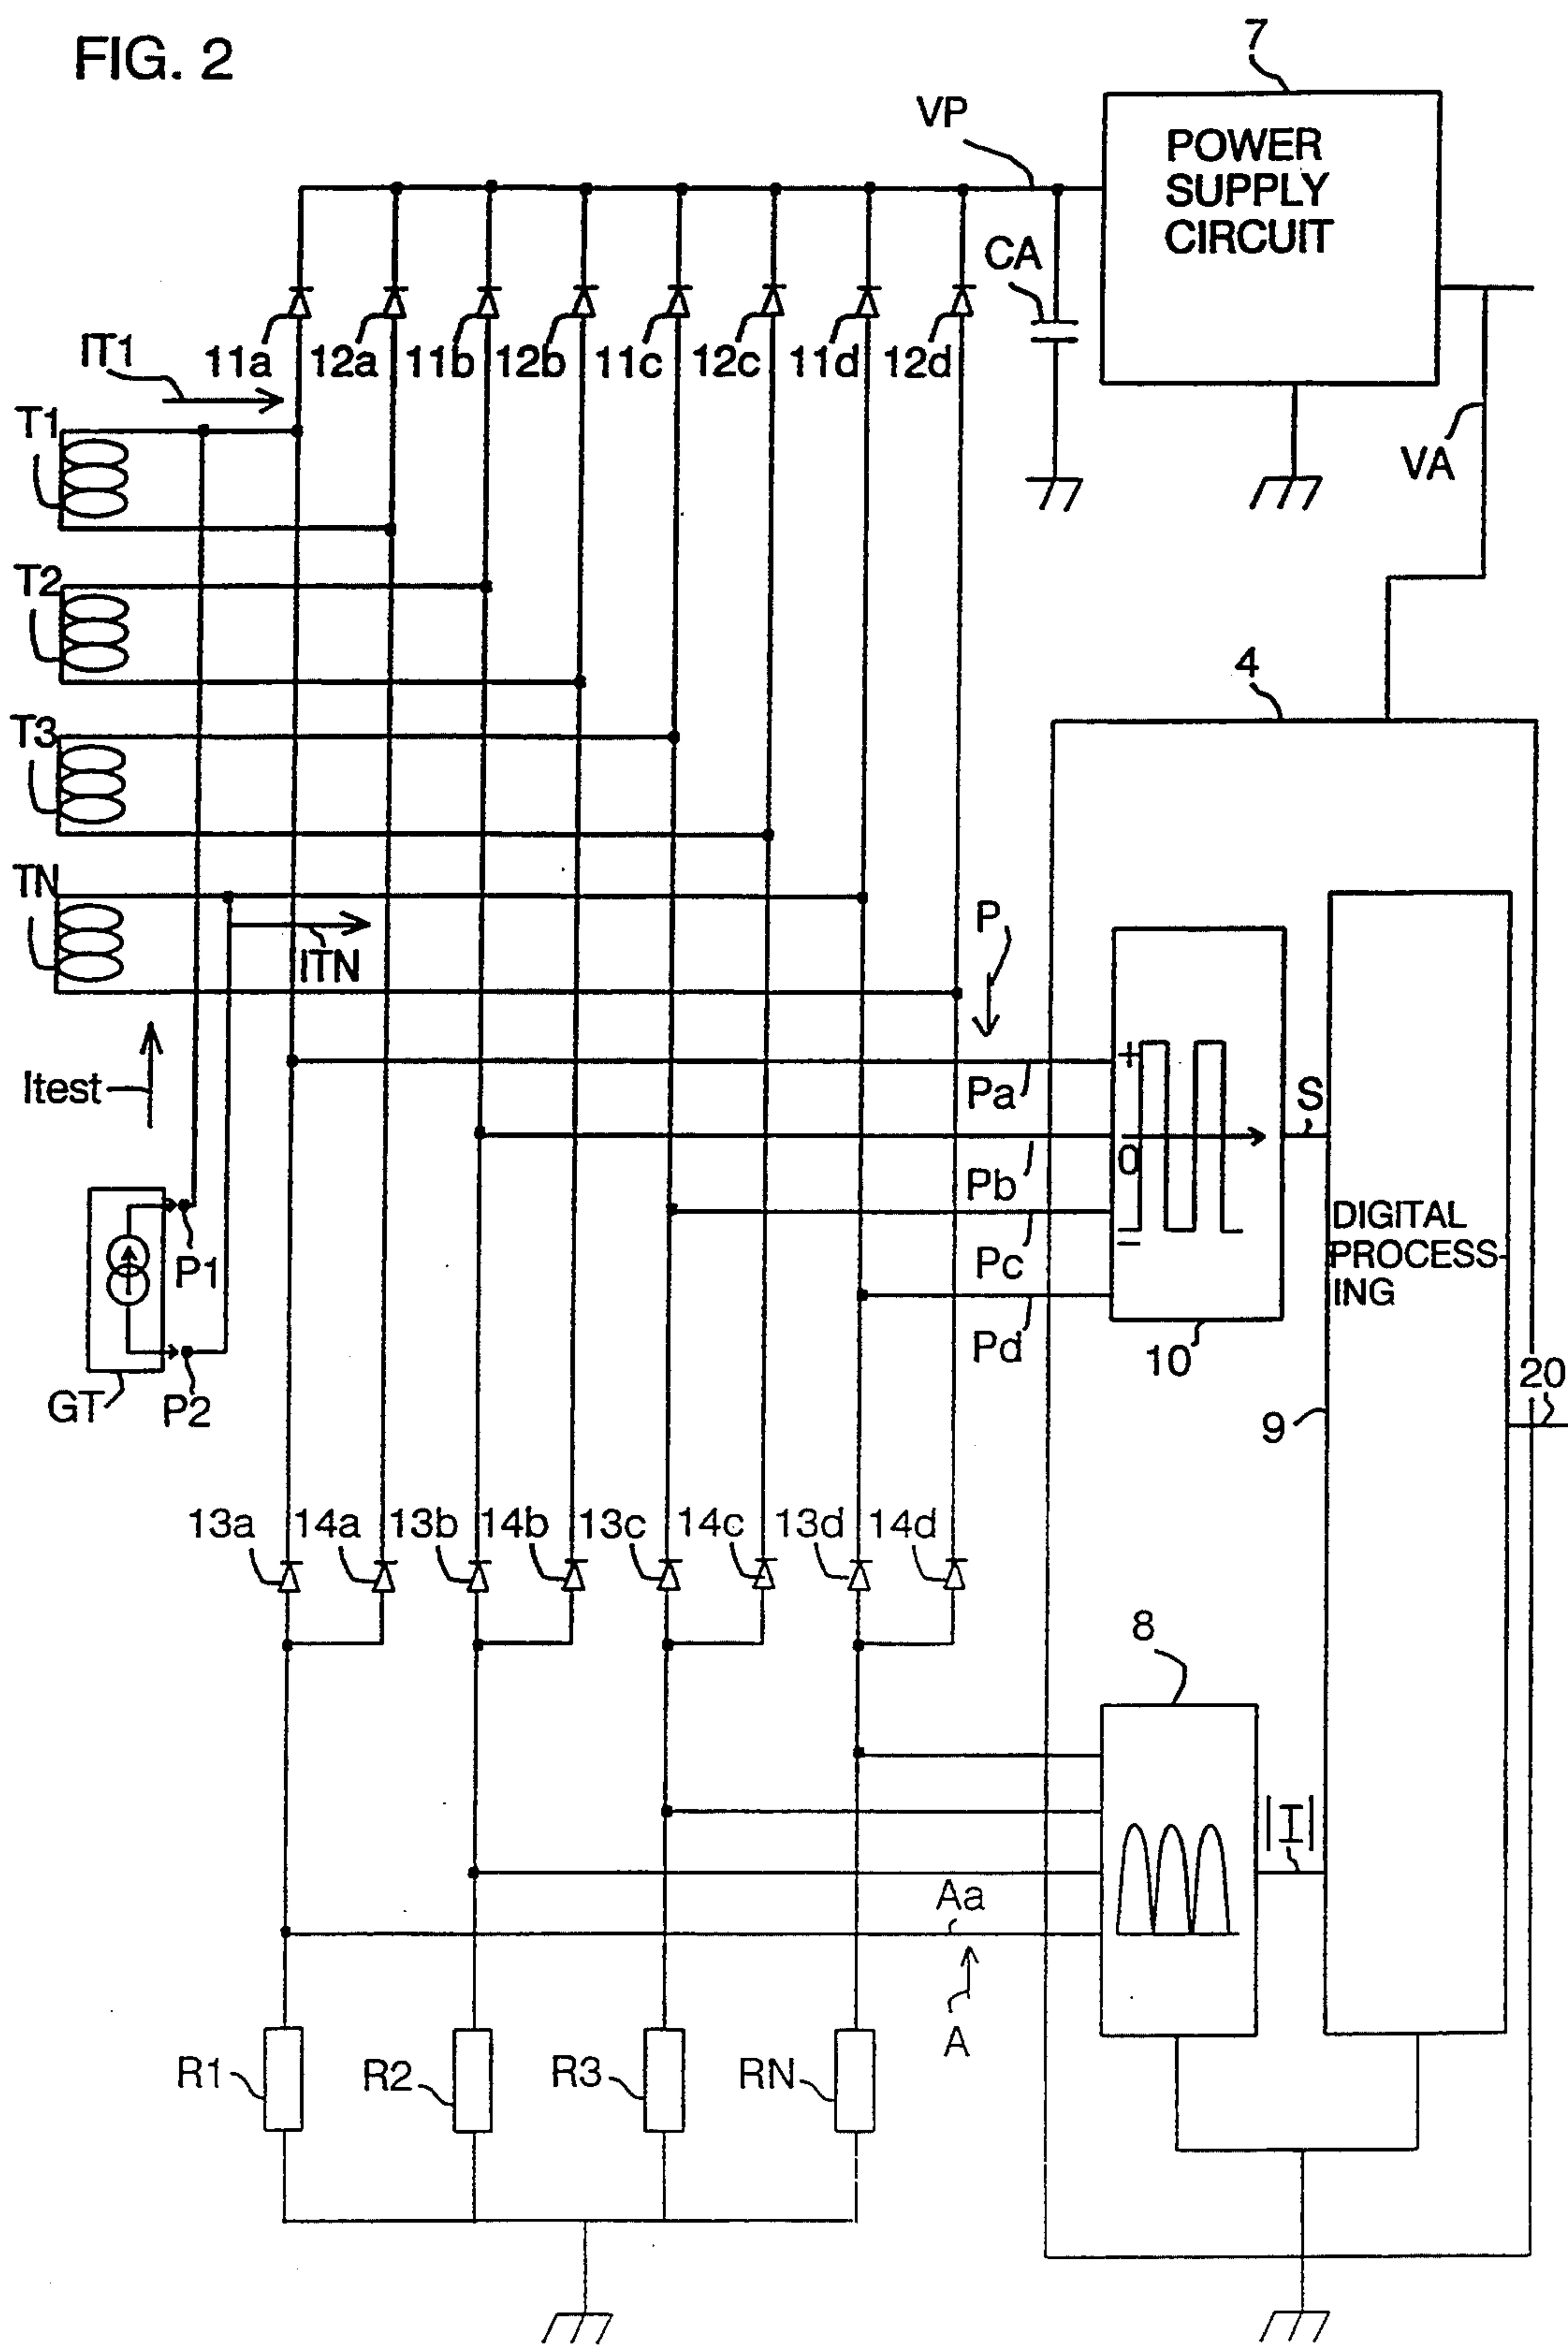 FIG. 2
7
VP
POWER
SUPPLY
CIRCUIT
CA
IT1
11a 12a 11b 12b 11c 12c 11d 12d
T1
VA
T2
4
T3
TN
P
ITN
Itest
Pa
S
+
0
Pb
P1
Pc
−
DIGITAL
PROCESS-
ING
Pd
10
GT
P2
20
9
13a 14a 13b 14b 13c 14c 13d 14d
8
|I|
Aa
A
R1 R2 R3 RN